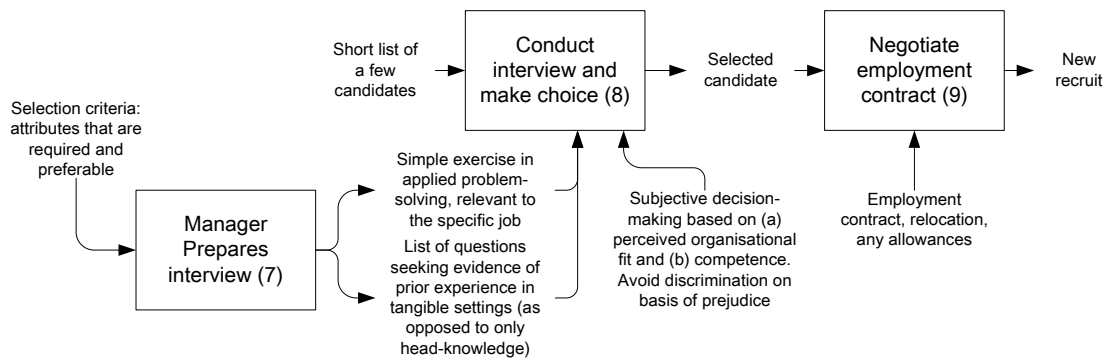 Short list of
a few
candidates
Conduct
interview and
make choice (8)
Selected
candidate
Negotiate
employment
contract (9)
New
recruit
Selection criteria:
attributes that are
required and
preferable
Manager
Prepares
interview (7)
Simple exercise in
applied problem-
solving, relevant to
the specific job
List of questions
seeking evidence of
prior experience in
tangible settings (as
opposed to only
head-knowledge)
Subjective decision-
making based on (a)
perceived organisational
fit and (b) competence.
Avoid discrimination on
basis of prejudice
Employment
contract, relocation,
any allowances